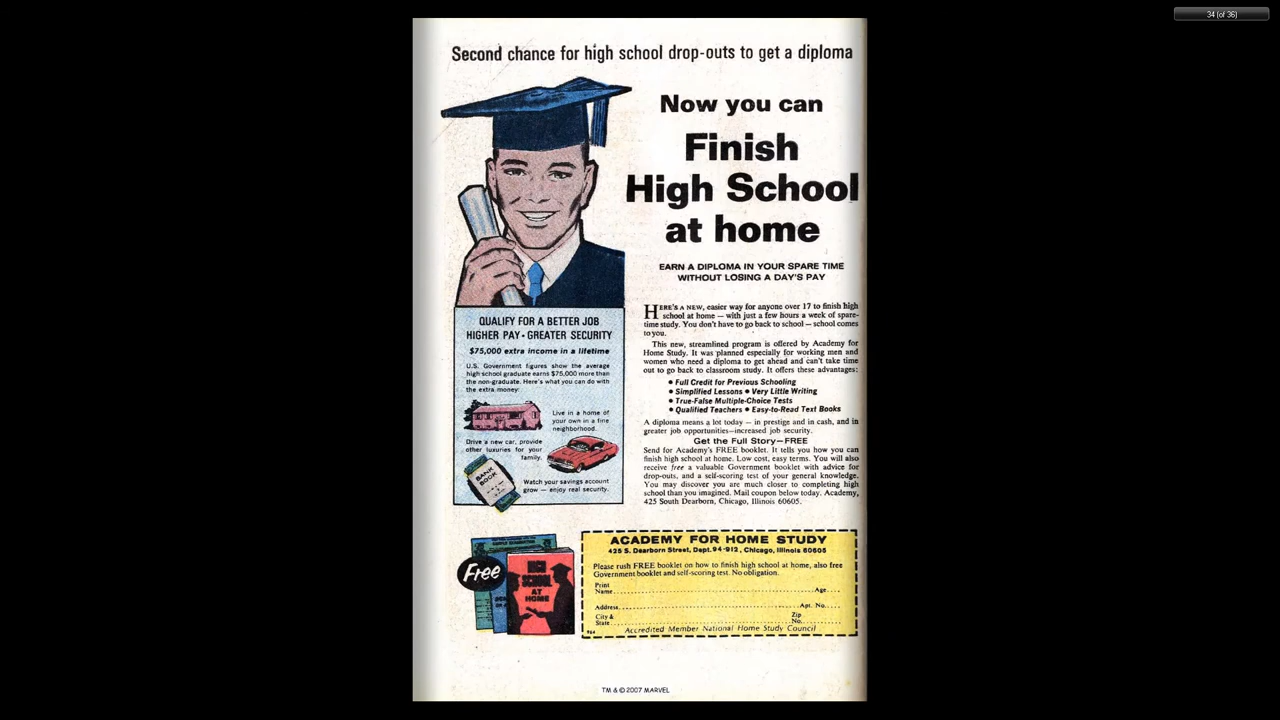 34 (of 36)
Second chance for high school drop-outs to get a diploma
Now you can
Finish
High School
at home
EARN A DIPLOMA IN YOUR SPARE TIME
WITHOUT LOSING A DAY'S PAY
HERE'S A NEW, easier way for anyone over 17 to finish high
school at home — with just a few hours a week of spare-
time study. You don't have to go back to school — school comes
to you.
This new, streamlined program is offered by Academy for
Home Study. It was planned especially for working men and
women who need a diploma to get ahead and can't take time
out to go back to classroom study. It offers these advantages:
• Full Credit for Previous Schooling
• Simplified Lessons • Very Little Writing
• True-False Multiple-Choice Tests
• Qualified Teachers • Easy-to-Read Text Books
A diploma means a lot today — in prestige and in cash, and in
greater job opportunities—increased job security.
Get the Full Story—FREE
Send for Academy's FREE booklet. It tells you how you can
finish high school at home. Low cost, easy terms. You will also
receive free a valuable Government booklet with advice for
drop-outs, and a self-scoring test of your general knowledge.
You may discover you are much closer to completing high
school than you imagined. Mail coupon below today. Academy,
425 South Dearborn, Chicago, Illinois 60605.
QUALIFY FOR A BETTER JOB
HIGHER PAY • GREATER SECURITY
$75,000 extra income in a lifetime
U.S. Government figures show the average
high school graduate earns $75,000 more than
the non-graduate. Here's what you can do with
the extra money:
Live in a home of
your own in a fine
neighborhood.
Drive a new car, provide
other luxuries for your
family.
BANK
BOOK
Watch your savings account
grow — enjoy real security.
Free
HIGH
SCHOOL
AT
HOME
ACADEMY FOR HOME STUDY
425 S. Dearborn Street, Dept. 94-912, Chicago, Illinois 60605
Please rush FREE booklet on how to finish high school at home, also free
Government booklet and self-scoring test. No obligation.
Print
Name Age
Address Apt. No.
City & Zip
State No.
Accredited Member National Home Study Council
TM & © 2007 MARVEL